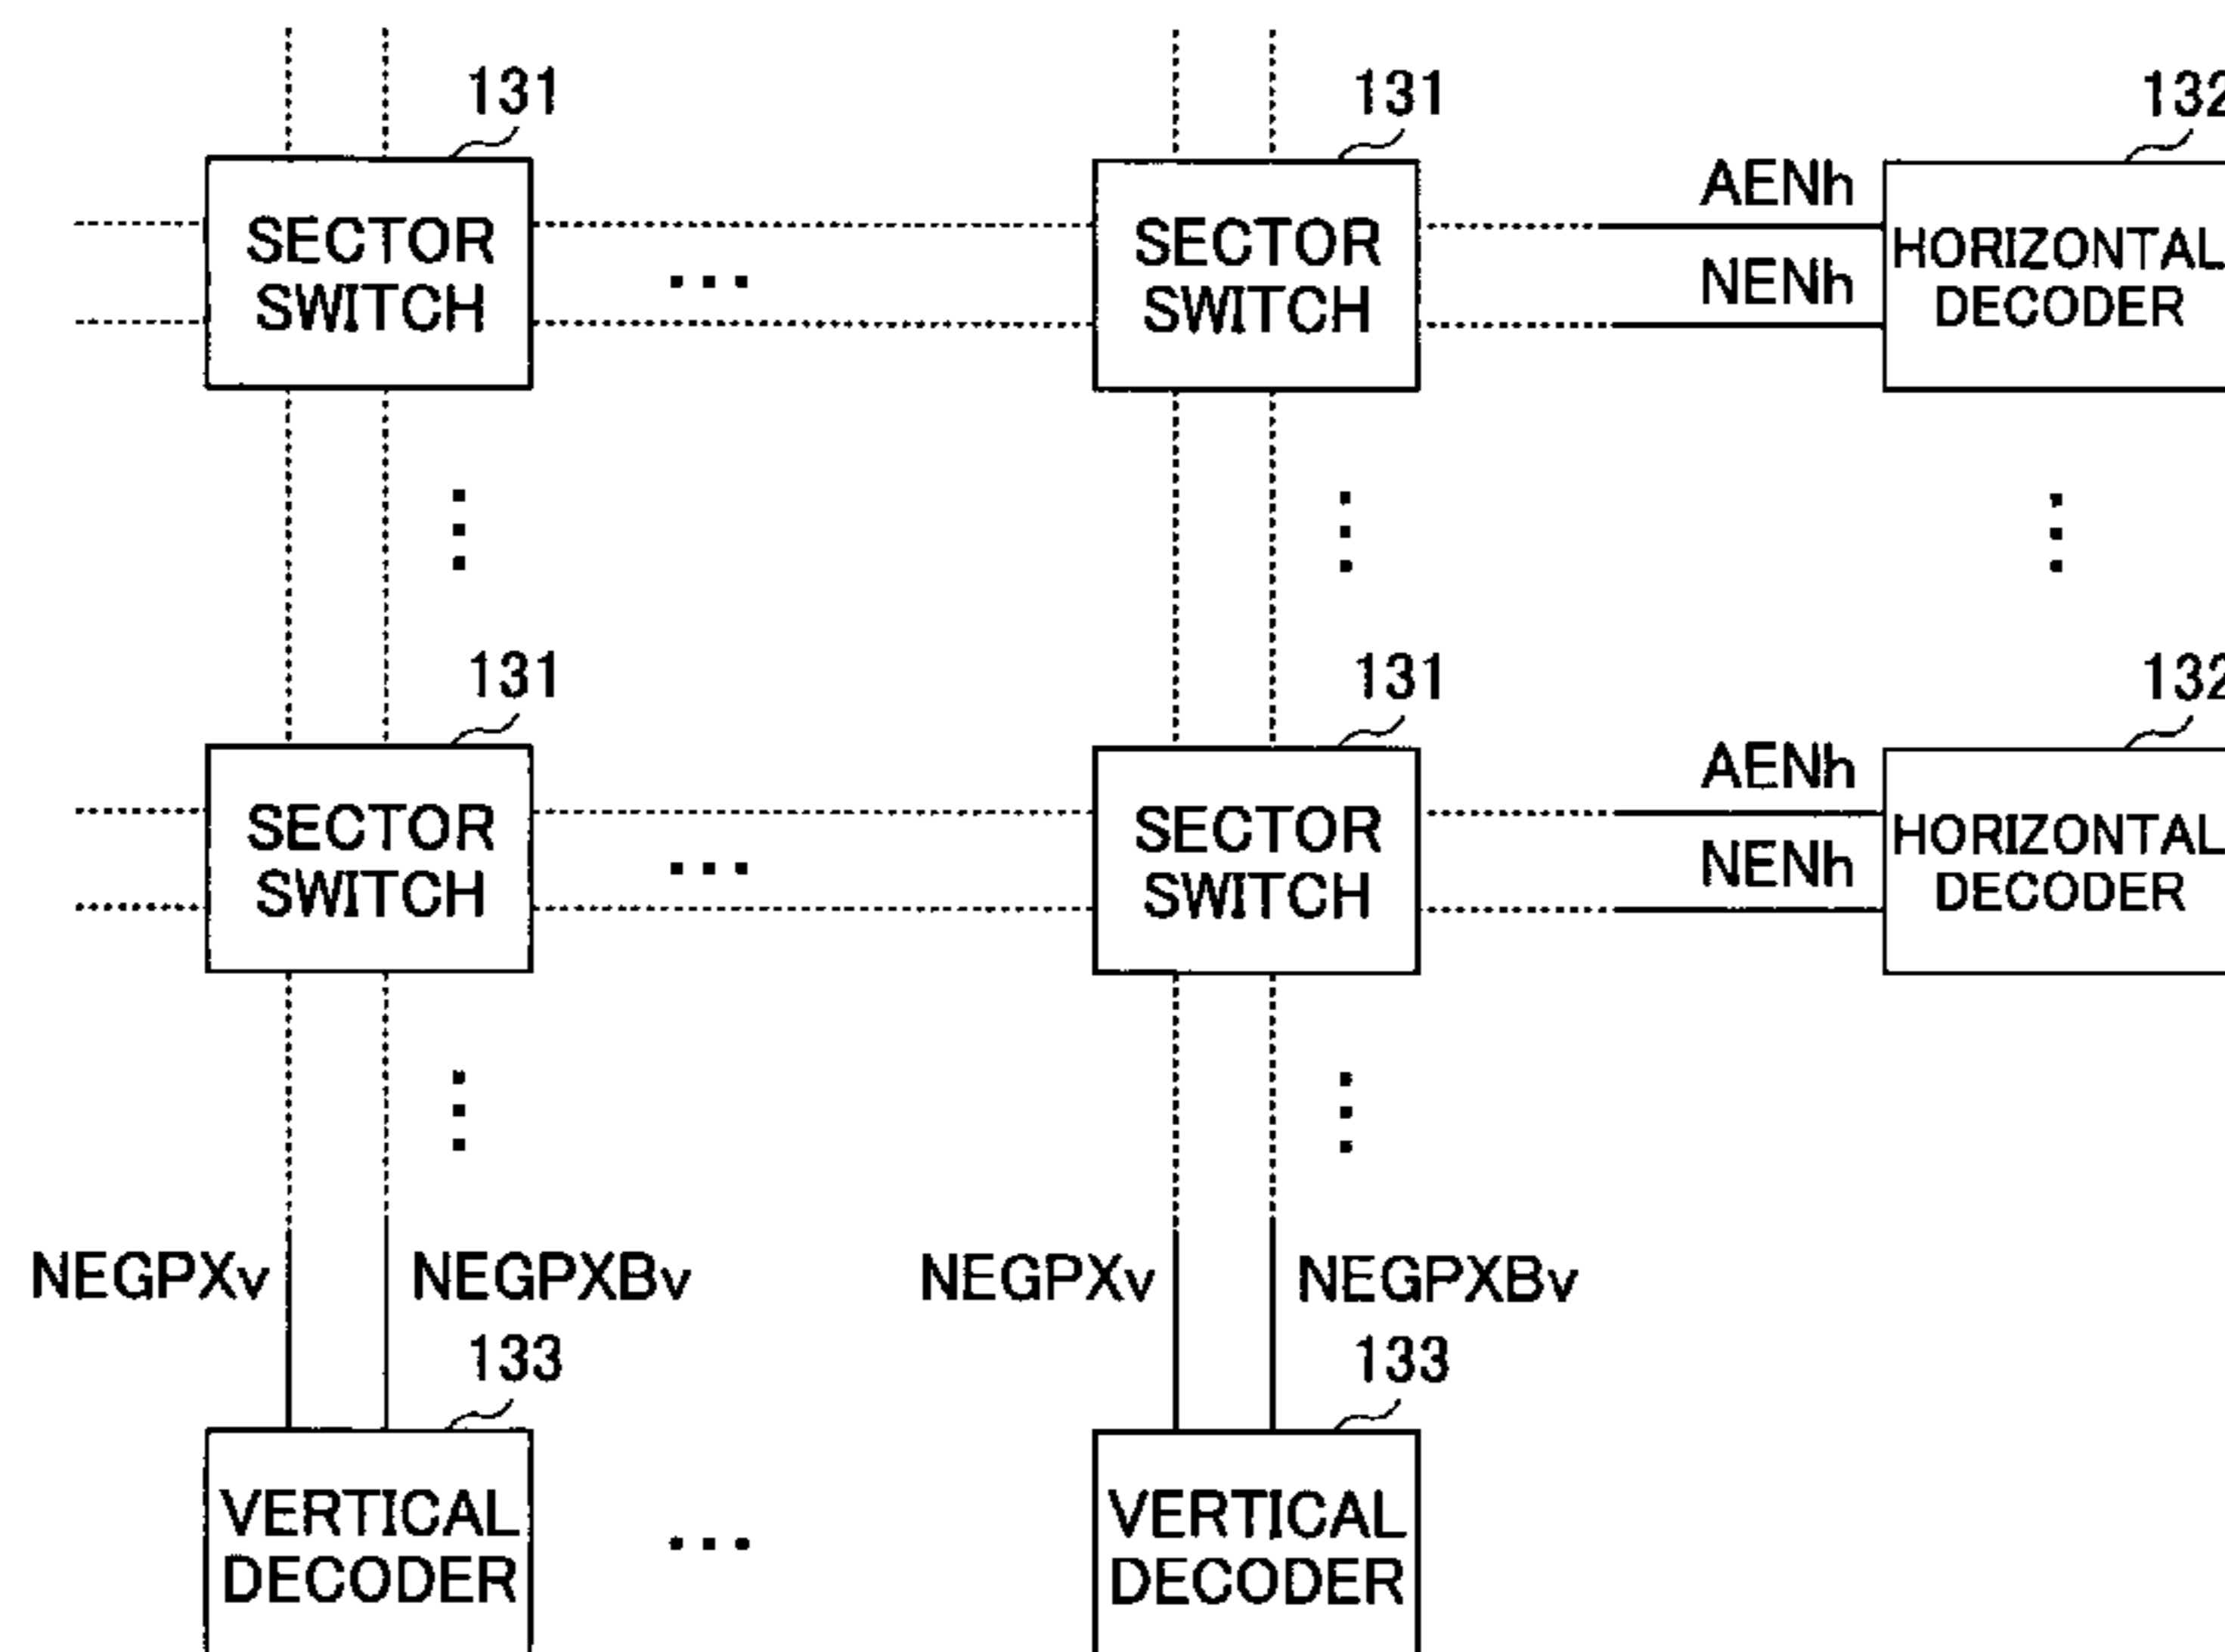 131
131
132
SECTOR
SWITCH
SECTOR
SWITCH
AENh
NENh
HORIZONTAL
DECODER
...
...
131
131
132
SECTOR
SWITCH
SECTOR
SWITCH
AENh
NENh
HORIZONTAL
DECODER
...
NEGPXv
NEGPXBv
NEGPXv
NEGPXBv
133
133
VERTICAL
DECODER
...
VERTICAL
DECODER